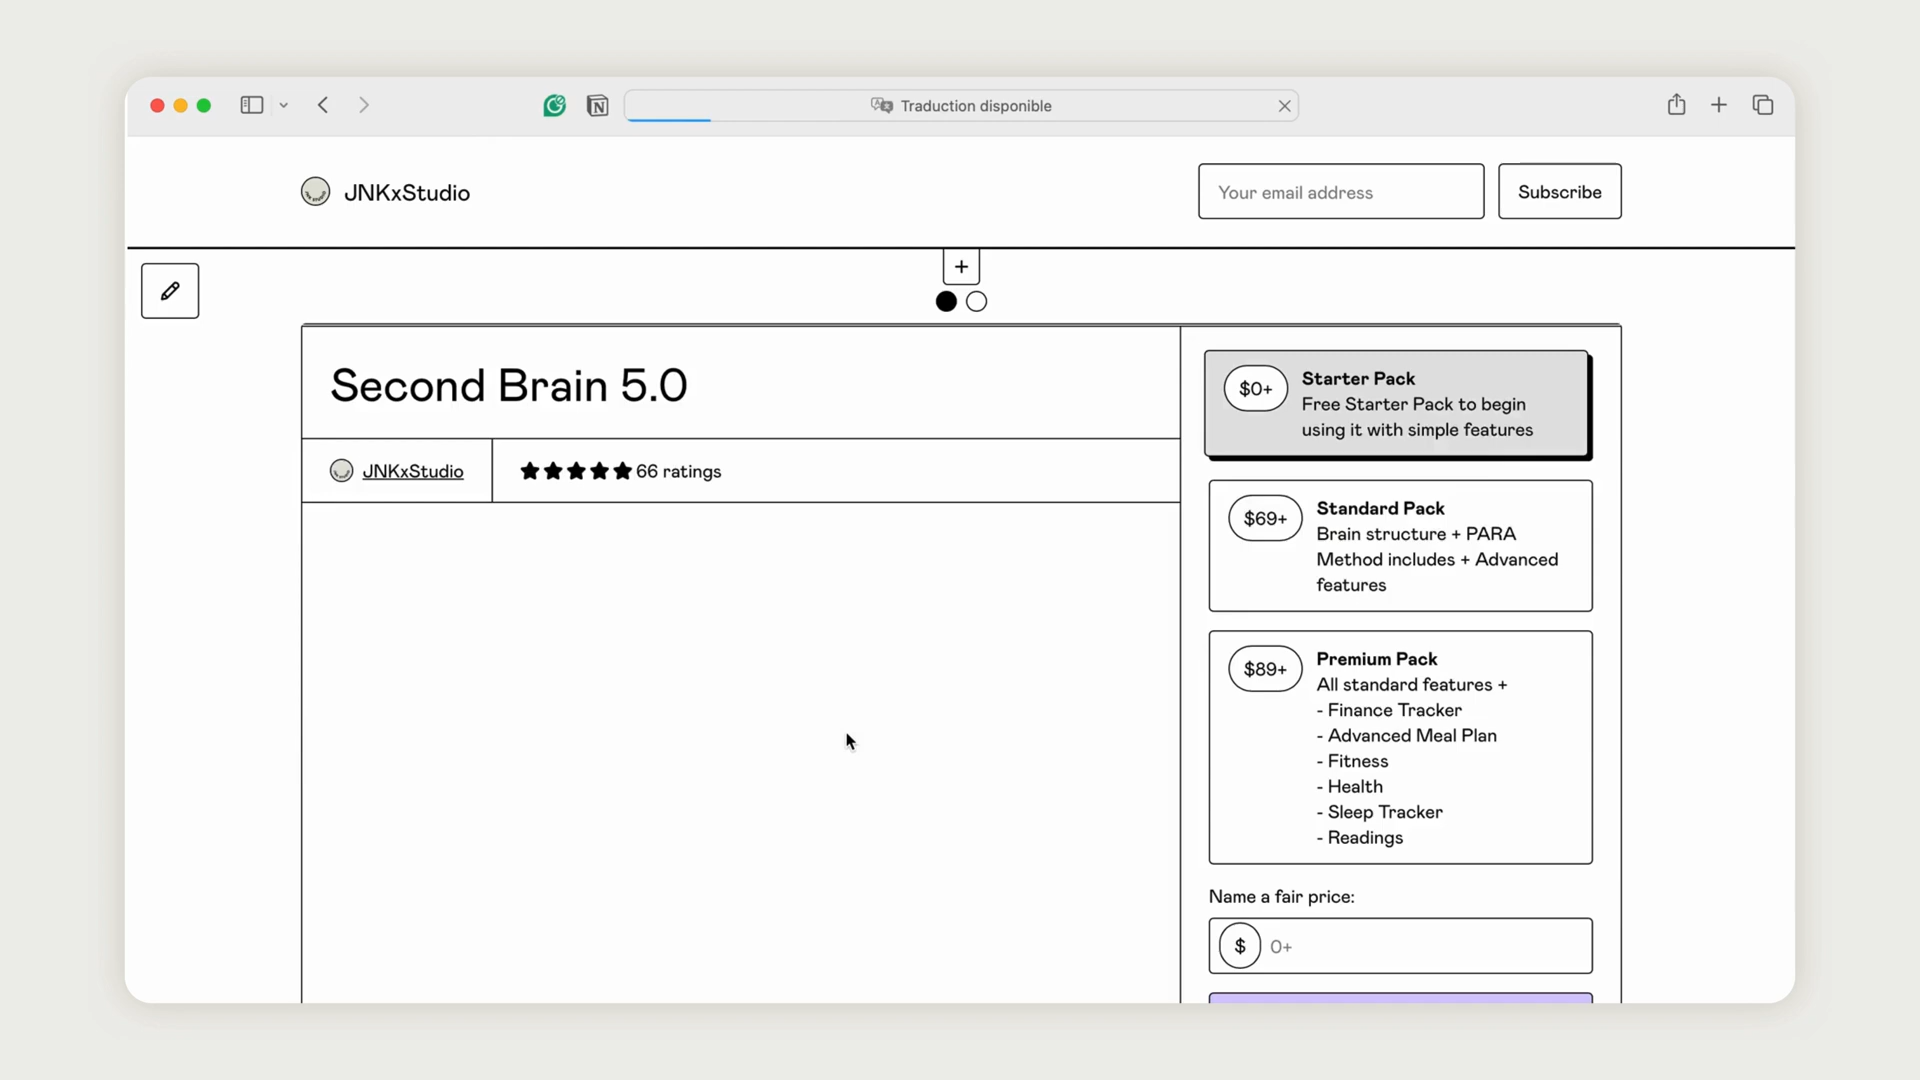 Traduction disponible
JNKxStudio
Your email address
Subscribe
Second Brain 5.0
JNKxStudio
66 ratings
$0+
Starter Pack
Free Starter Pack to begin
using it with simple features
$69+
Standard Pack
Brain structure + PARA
Method includes + Advanced
features
$89+
Premium Pack
All standard features +
- Finance Tracker
- Advanced Meal Plan
- Fitness
- Health
- Sleep Tracker
- Readings
Name a fair price:
$ 0+